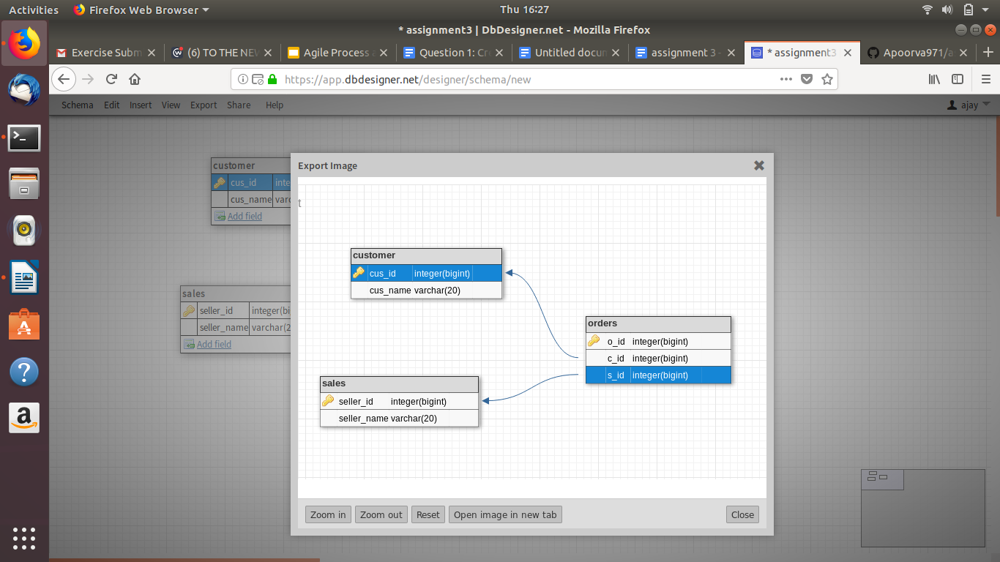 Activities Firefox Web Browser Thu 16:27
* assignment3 | DbDesigner.net - Mozilla Firefox
Exercise Subm (6) TO THE NEW Agile Process a Question 1: Cre Untitled docum assignment 3 - * assignment3 Apoorva971/a
https://app.dbdesigner.net/designer/schema/new
Schema Edit Insert View Export Share Help ajay
customer
cus_id inte
cus_name varc
Add field
sales
seller_id integer(bi
seller_name varchar(2
Add field
Export Image
t
customer
cus_id integer(bigint)
cus_name varchar(20)
orders
o_id integer(bigint)
c_id integer(bigint)
s_id integer(bigint)
sales
seller_id integer(bigint)
seller_name varchar(20)
Zoom in Zoom out Reset Open image in new tab Close